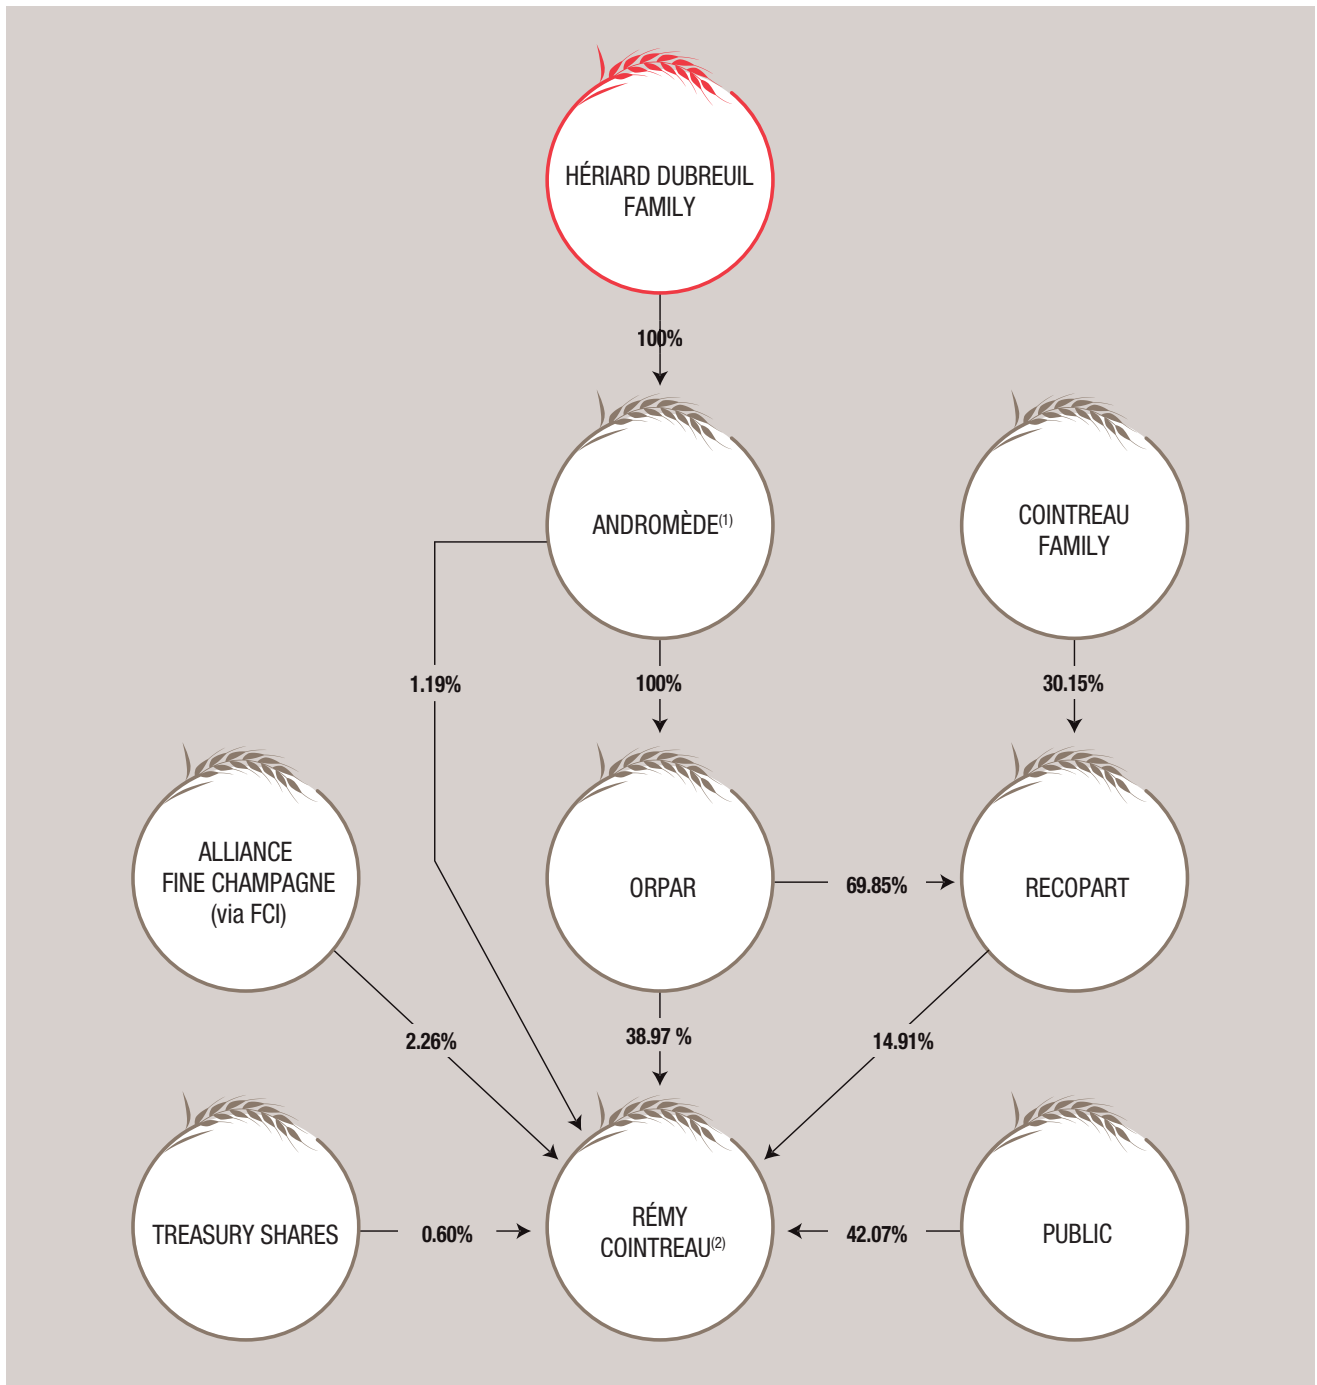 HÉRIARD DUBREUIL
FAMILY
100%
ANDROMÈDE(1)
COINTREAU
FAMILY
1.19%
100%
30.15%
ALLIANCE
FINE CHAMPAGNE
(via FCI)
ORPAR
69.85%
RECOPART
2.26%
38.97 %
14.91%
TREASURY SHARES
0.60%
RÉMY
COINTREAU(2)
42.07%
PUBLIC